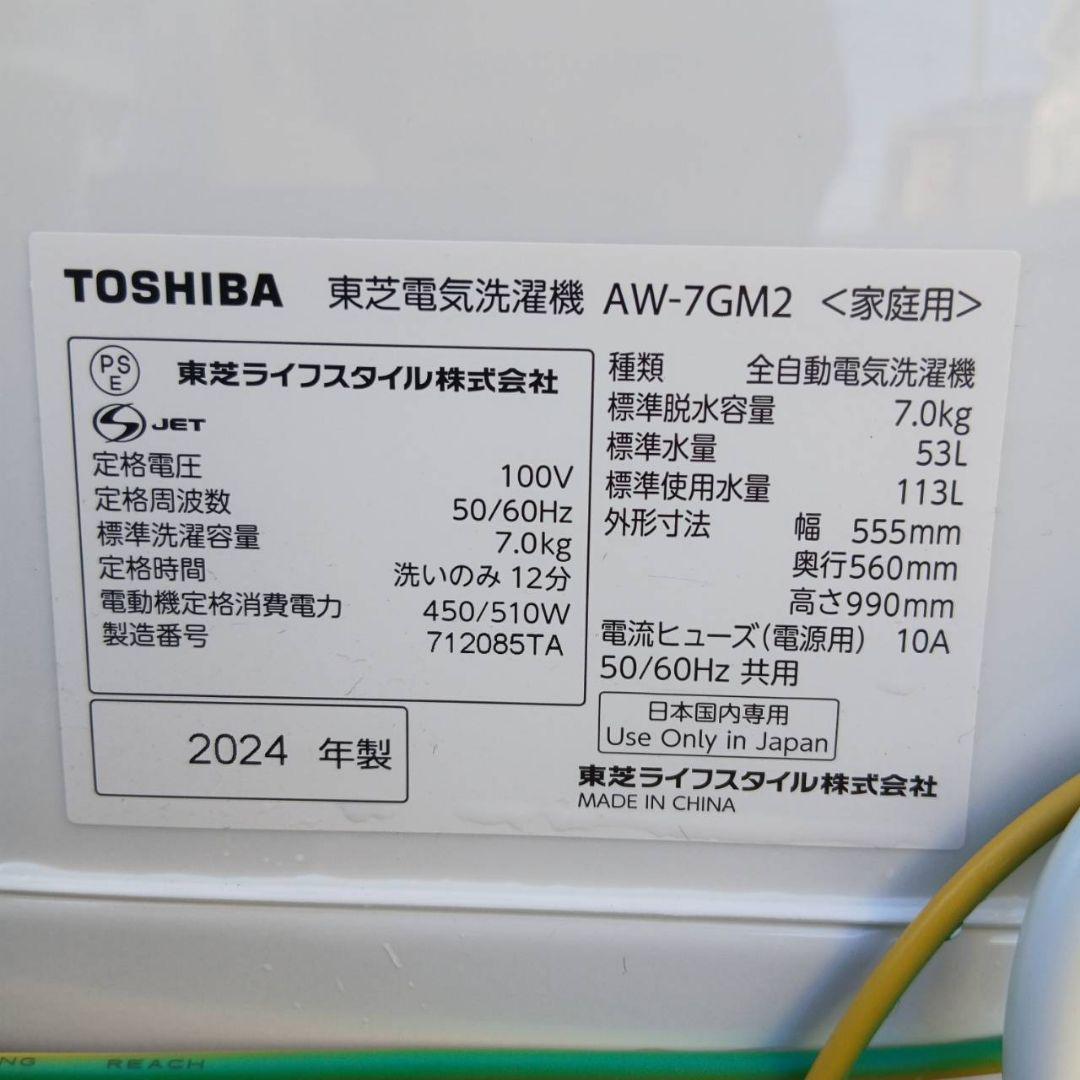 TOSHIBA 東芝電気洗濯機 AW-7GM2 <家庭用>
PSE 東芝ライフスタイル株式会社
JET
定格電圧 100V
定格周波数 50/60Hz
標準洗濯容量 7.0kg
定格時間 洗いのみ 12分
電動機定格消費電力 450/510W
製造番号 712085TA
2024 年製
種類 全自動電気洗濯機
標準脱水容量 7.0kg
標準水量 53L
標準使用水量 113L
外形寸法 幅 555mm
奥行560mm
高さ990mm
電流ヒューズ(電源用) 10A
50/60Hz 共用
日本国内専用
Use Only in Japan
東芝ライフスタイル株式会社
MADE IN CHINA
NG REACH